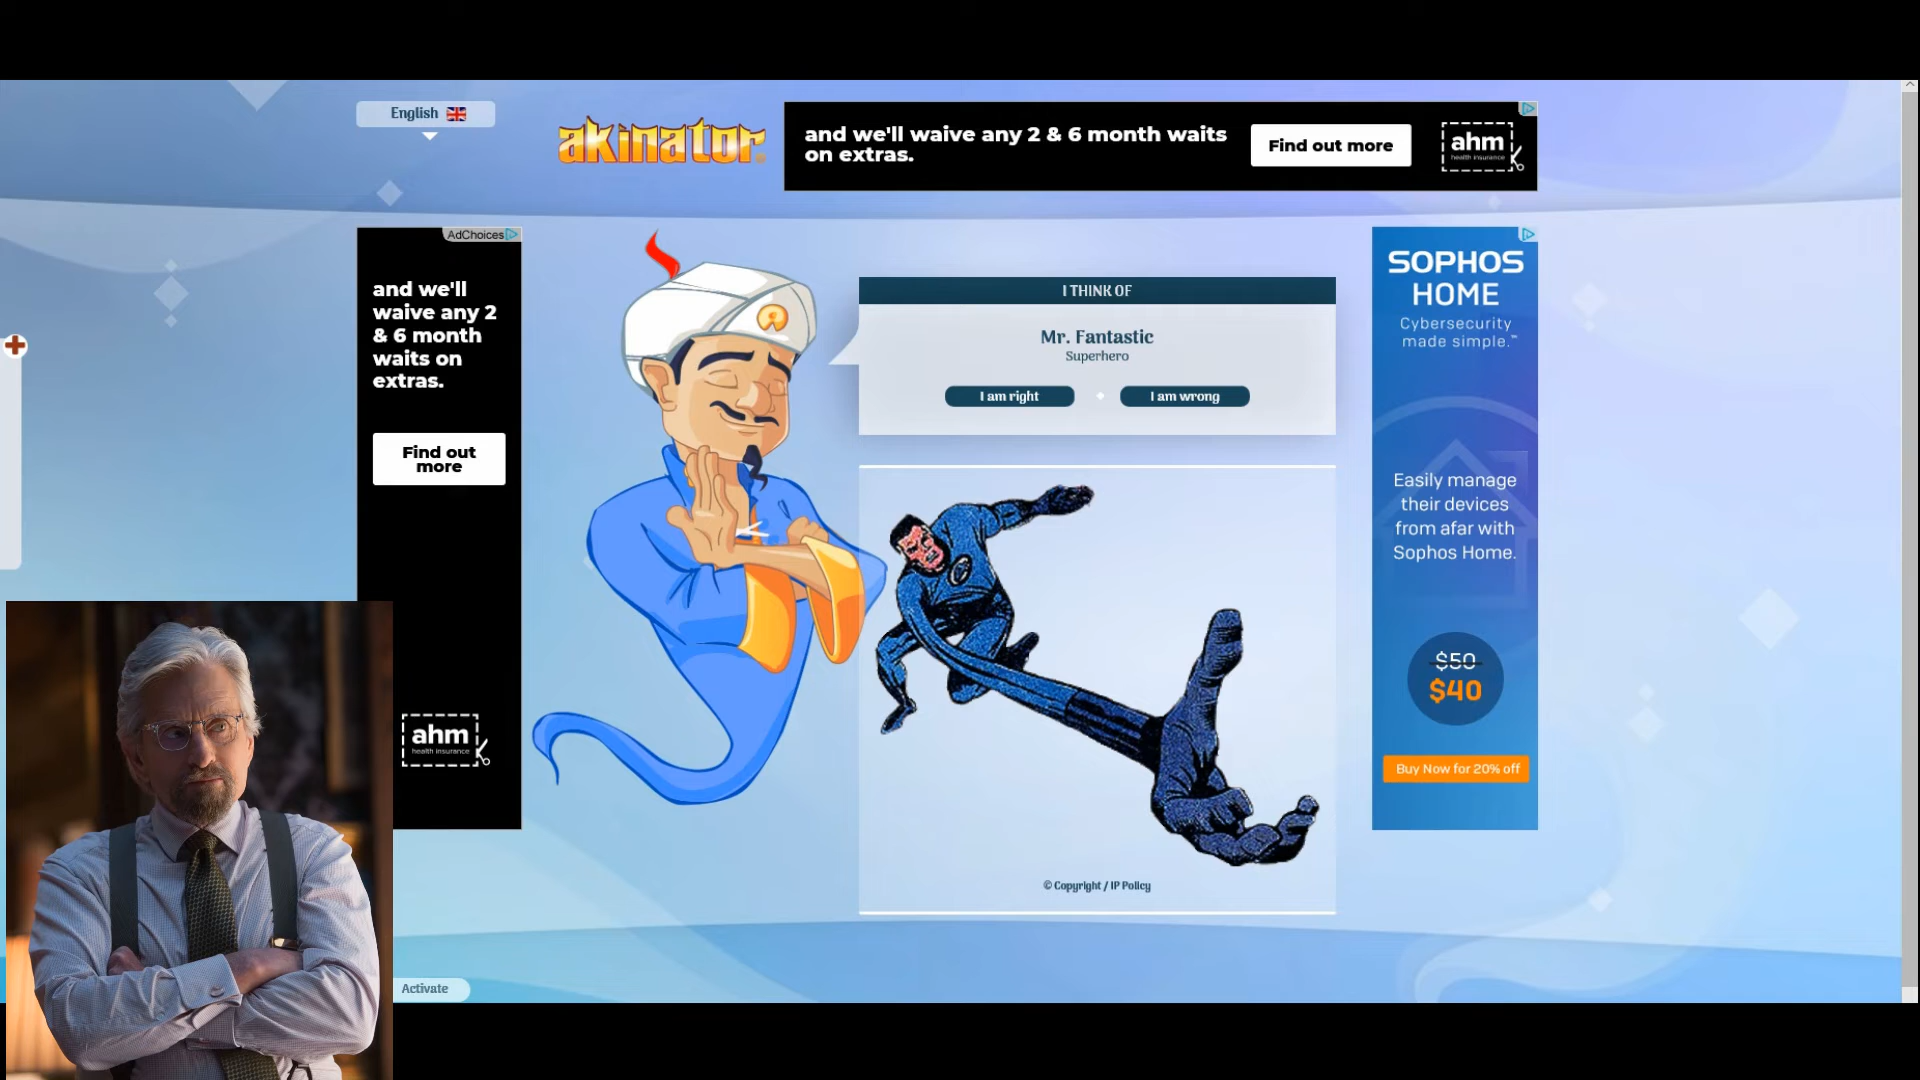 English
akinator
and we'll waive any 2 & 6 month waits
on extras.
Find out more
ahm
health insurance
AdChoices
and we'll
waive any 2
& 6 month
waits on
extras.
Find out
more
ahm
health insurance
I THINK OF
Mr. Fantastic
Superhero
I am right
I am wrong
© Copyright / IP Policy
SOPHOS
HOME
Cybersecurity
made simple.™
Easily manage
their devices
from afar with
Sophos Home.
$50
$40
Buy Now for 20% off
Activate